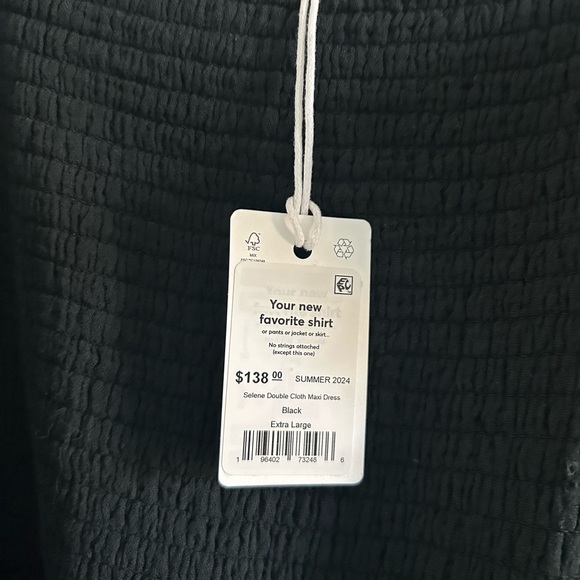 FSC
MIX
Your new
favorite shirt
or pants or jacket or skirt...
No strings attached
(except this one)
$138 00 SUMMER 2024
Selene Double Cloth Maxi Dress
Black
Extra Large
1 96402 73248 6